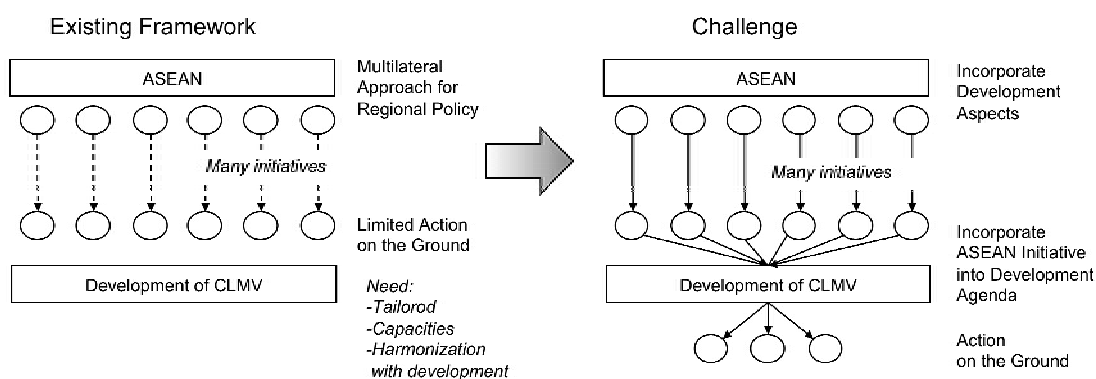 Existing Framework
ASEAN
Multilateral
Approach for
Regional Policy
Many initiatives
Limited Action
on the Ground
Development of CLMV
Need:
-Tailorod
-Capacities
-Harmonization
with development
Challenge
ASEAN
Incorporate
Development
Aspects
Many initiatives
Incorporate
ASEAN Initiative
into Development
Agenda
Development of CLMV
Action
on the Ground